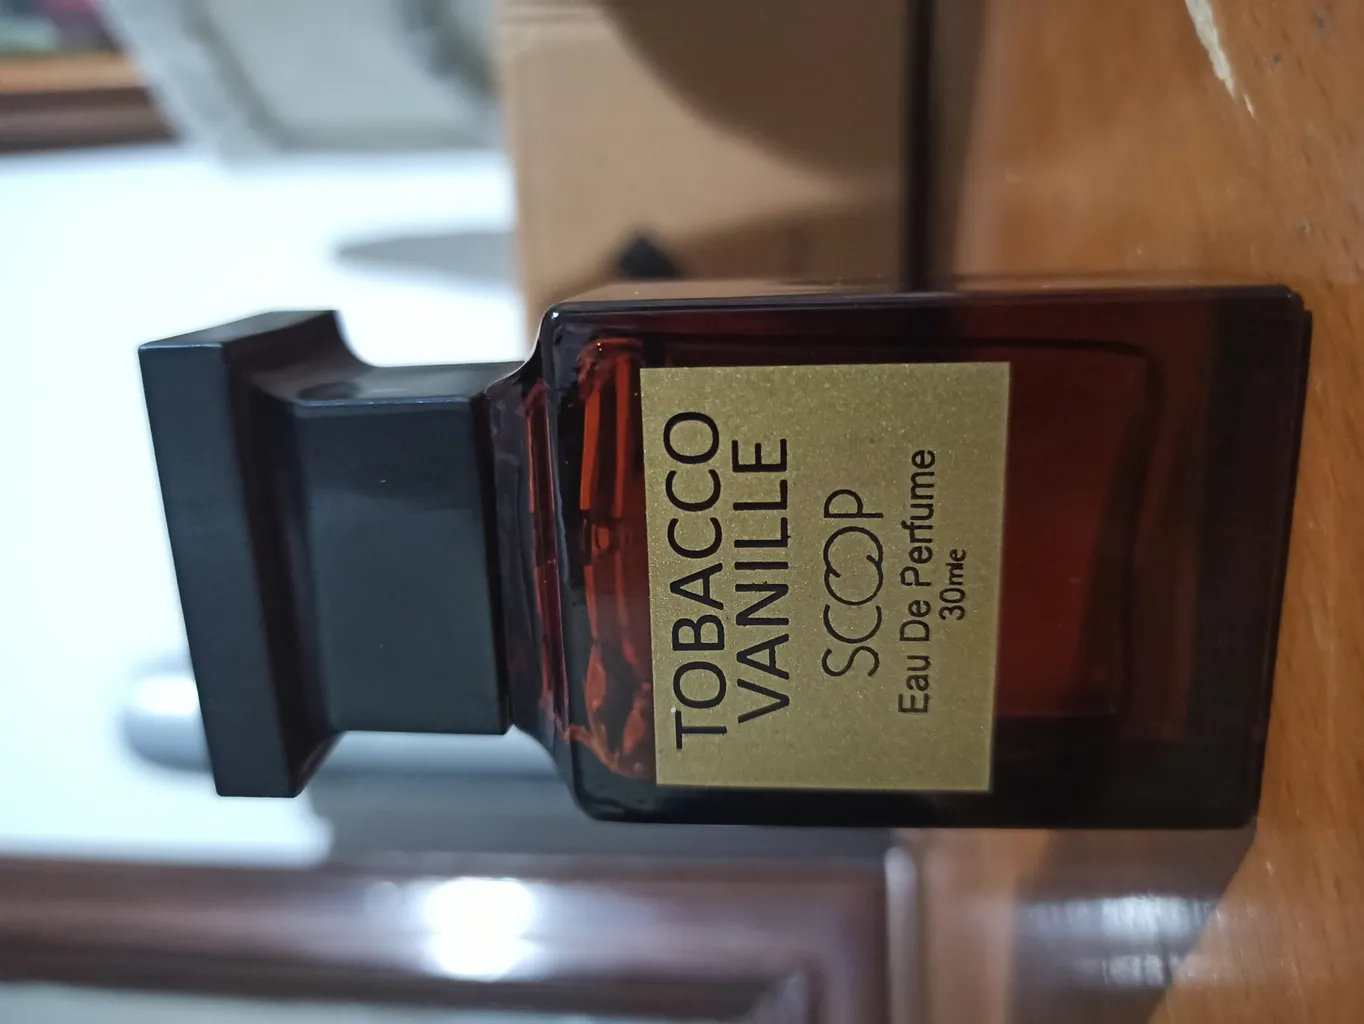 TOBACCO
VANILLE
SCOOP
Eau De Perfume
30mle